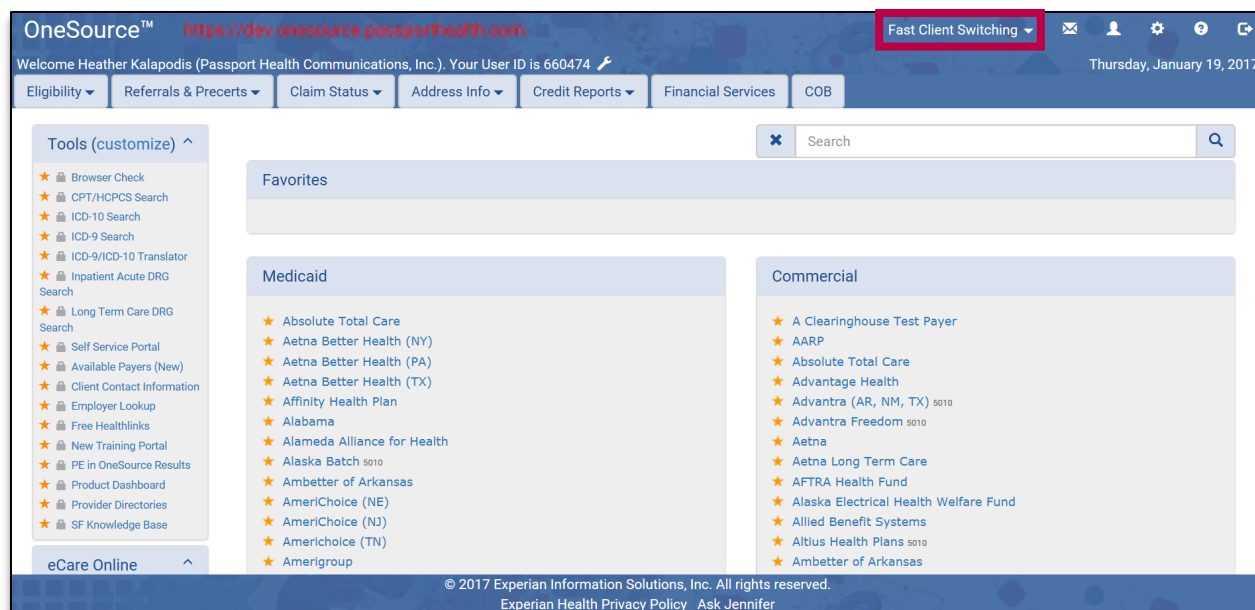 OneSource™ https://dev.onesource.passporthealth.com Fast Client Switching
Welcome Heather Kalapodis (Passport Health Communications, Inc.). Your User ID is 660474 Thursday, January 19, 2017
Eligibility Referrals & Precerts Claim Status Address Info Credit Reports Financial Services COB
Tools (customize)
Browser Check
CPT/HCPCS Search
ICD-10 Search
ICD-9 Search
ICD-9/ICD-10 Translator
Inpatient Acute DRG
Search
Long Term Care DRG
Search
Self Service Portal
Available Payers (New)
Client Contact Information
Employer Lookup
Free Healthlinks
New Training Portal
PE in OneSource Results
Product Dashboard
Provider Directories
SF Knowledge Base
eCare Online
Search
Favorites
Medicaid
Absolute Total Care
Aetna Better Health (NY)
Aetna Better Health (PA)
Aetna Better Health (TX)
Affinity Health Plan
Alabama
Alameda Alliance for Health
Alaska Batch 5010
Ambetter of Arkansas
AmeriChoice (NE)
AmeriChoice (NJ)
Americhoice (TN)
Amerigroup
Commercial
A Clearinghouse Test Payer
AARP
Absolute Total Care
Advantage Health
Advantra (AR, NM, TX) 5010
Advantra Freedom 5010
Aetna
Aetna Long Term Care
AFTRA Health Fund
Alaska Electrical Health Welfare Fund
Allied Benefit Systems
Altius Health Plans 5010
Ambetter of Arkansas
© 2017 Experian Information Solutions, Inc. All rights reserved.
Experian Health Privacy Policy Ask Jennifer